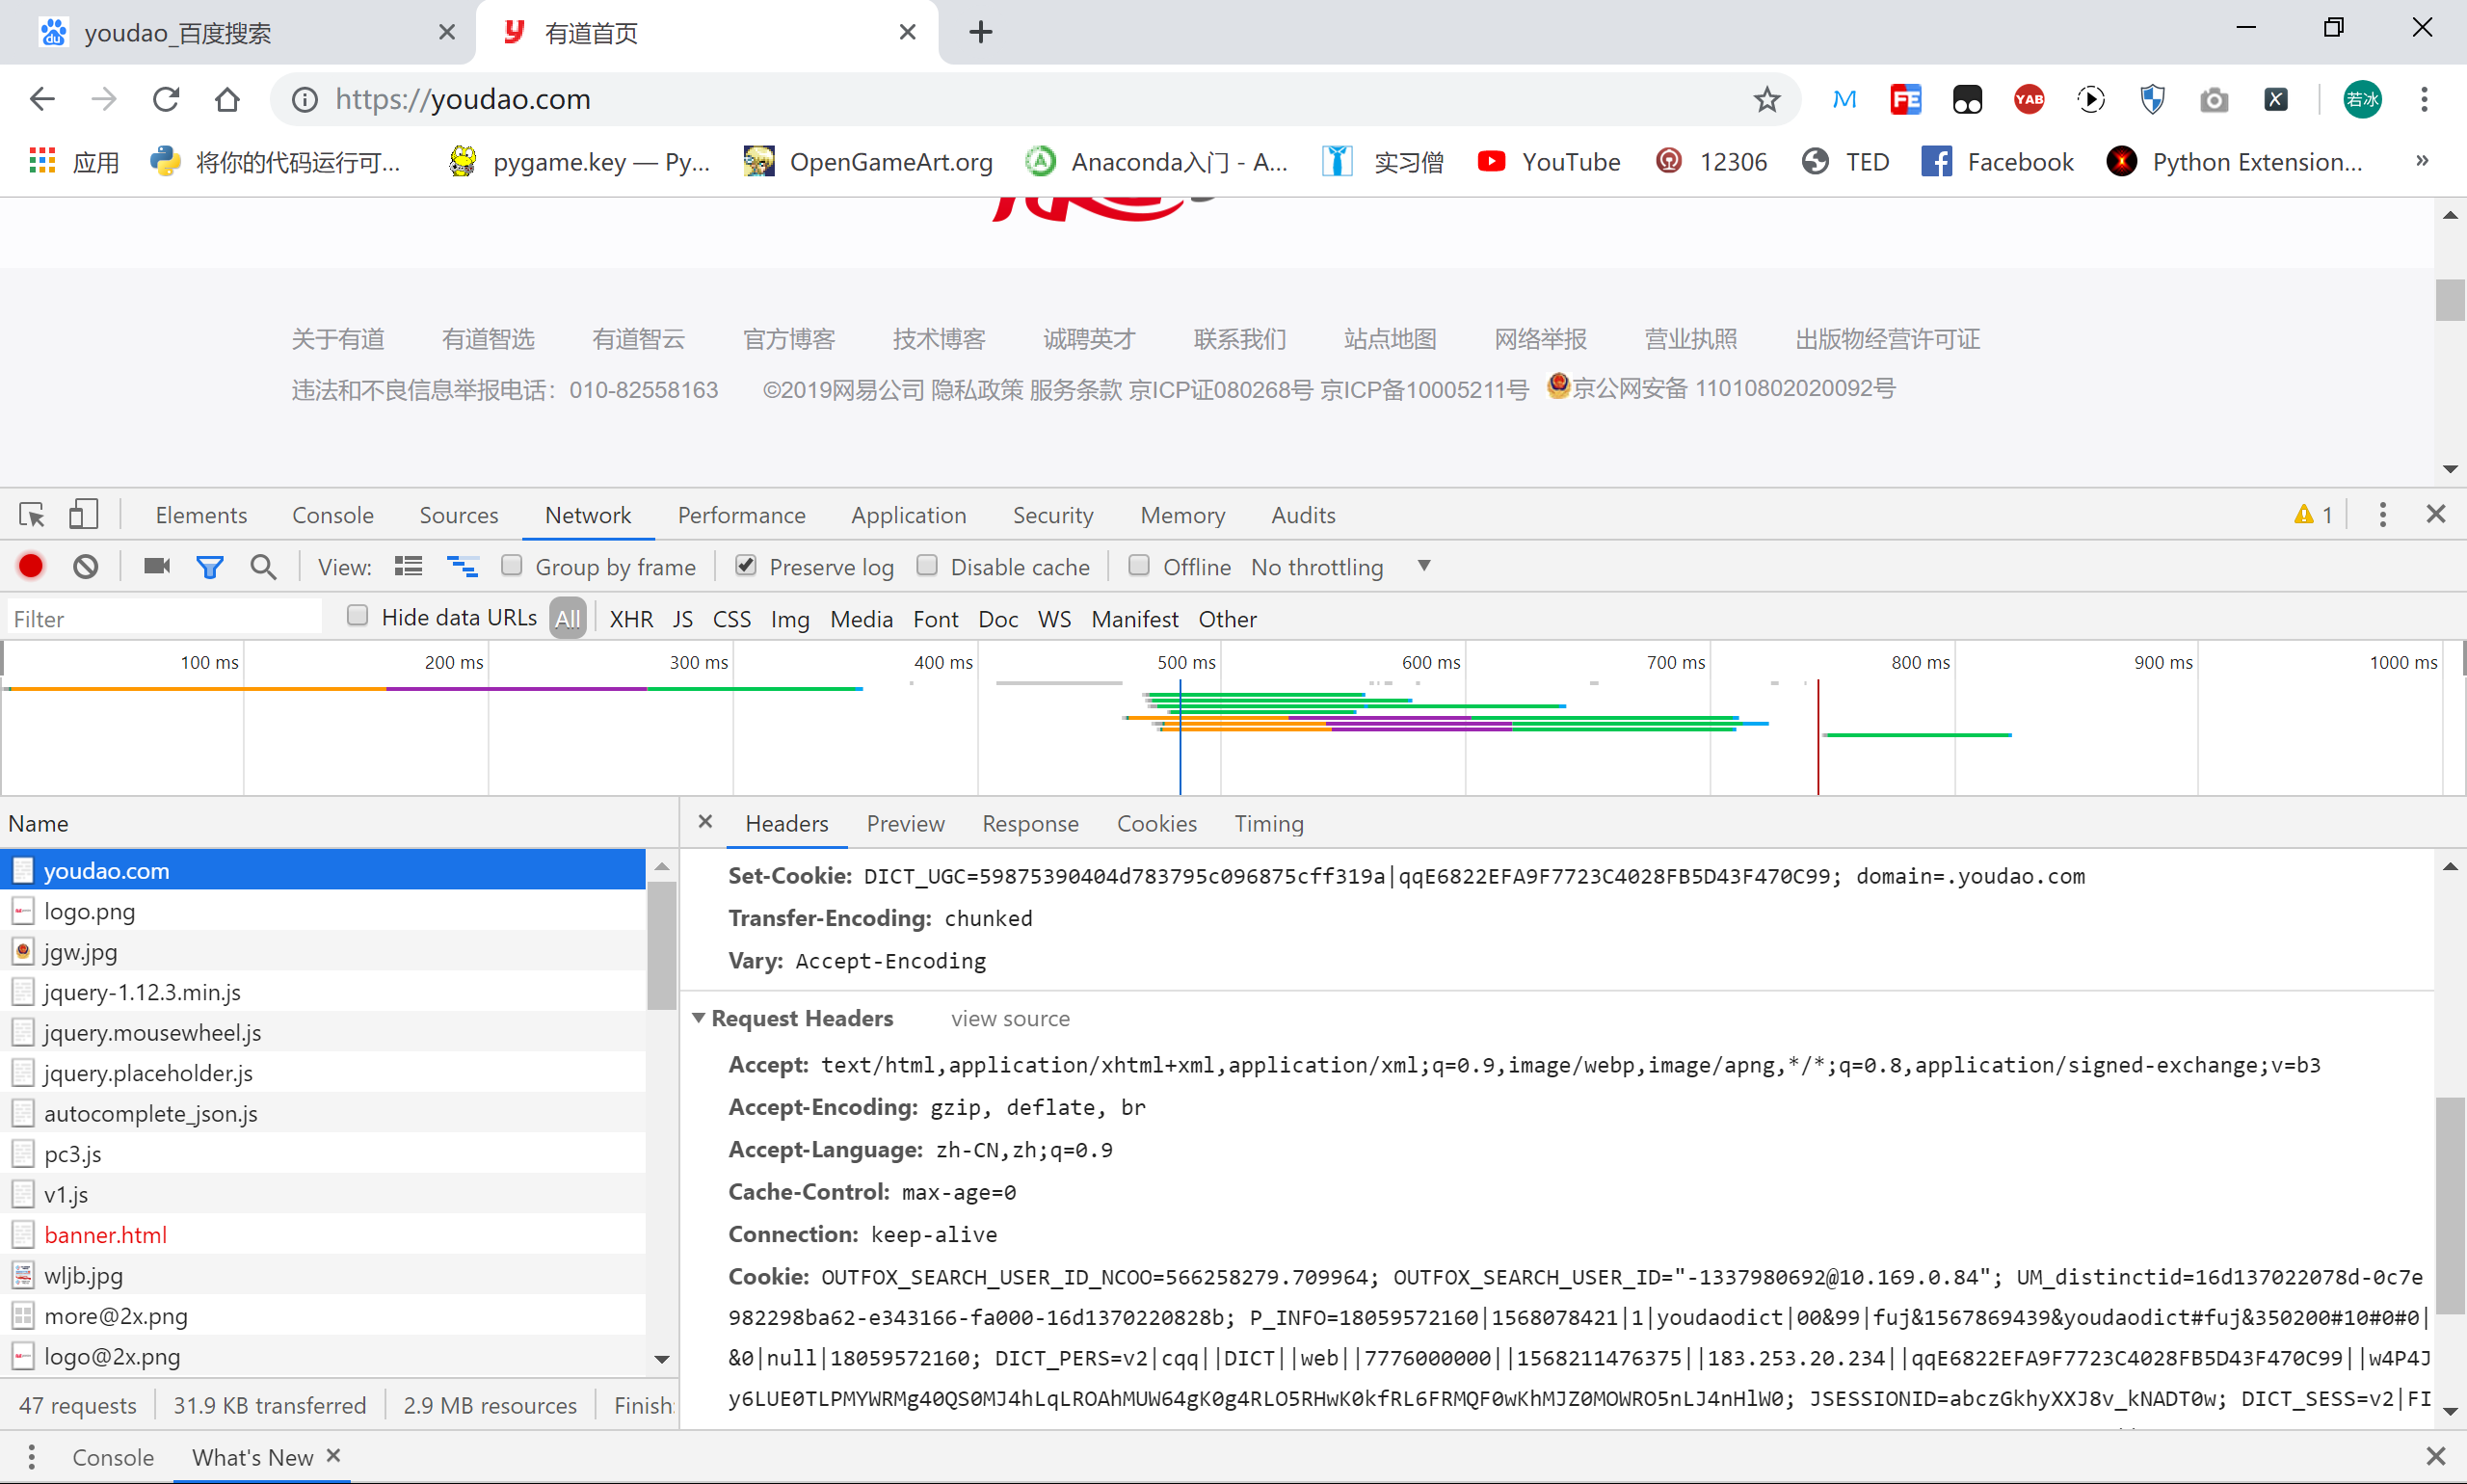 youdao_百度搜索
有道首页
https://youdao.com
YAB
若冰
应用
将你的代码运行可...
pygame.key — Py...
OpenGameArt.org
Anaconda入门 - A...
实习僧
YouTube
12306
TED
Facebook
Python Extension...
»
关于有道 有道智选 有道智云 官方博客 技术博客 诚聘英才 联系我们 站点地图 网络举报 营业执照 出版物经营许可证
违法和不良信息举报电话：010-82558163 ©2019网易公司 隐私政策 服务条款 京ICP证080268号 京ICP备10005211号 京公网安备 11010802020092号
Elements Console Sources Network Performance Application Security Memory Audits 1
View: Group by frame Preserve log Disable cache Offline No throttling
Filter Hide data URLs All XHR JS CSS Img Media Font Doc WS Manifest Other
100 ms 200 ms 300 ms 400 ms 500 ms 600 ms 700 ms 800 ms 900 ms 1000 ms
Name
youdao.com
logo.png
jgw.jpg
jquery-1.12.3.min.js
jquery.mousewheel.js
jquery.placeholder.js
autocomplete_json.js
pc3.js
v1.js
banner.html
wljb.jpg
more@2x.png
logo@2x.png
47 requests 31.9 KB transferred 2.9 MB resources Finish:
Headers Preview Response Cookies Timing
Set-Cookie: DICT_UGC=59875390404d783795c096875cff319a|qqE6822EFA9F7723C4028FB5D43F470C99; domain=.youdao.com
Transfer-Encoding: chunked
Vary: Accept-Encoding
Request Headers view source
Accept: text/html,application/xhtml+xml,application/xml;q=0.9,image/webp,image/apng,*/*;q=0.8,application/signed-exchange;v=b3
Accept-Encoding: gzip, deflate, br
Accept-Language: zh-CN,zh;q=0.9
Cache-Control: max-age=0
Connection: keep-alive
Cookie: OUTFOX_SEARCH_USER_ID_NCOO=566258279.709964; OUTFOX_SEARCH_USER_ID="-1337980692@10.169.0.84"; UM_distinctid=16d137022078d-0c7e
982298ba62-e343166-fa000-16d1370220828b; P_INFO=18059572160|1568078421|1|youdaodict|00&99|fuj&1567869439&youdaodict#fuj&350200#10#0#0|
&0|null|18059572160; DICT_PERS=v2|cqq||DICT||web||7776000000||1568211476375||183.253.20.234||qqE6822EFA9F7723C4028FB5D43F470C99||w4P4J
y6LUE0TLPMYWRMg40QS0MJ4hLqLROAhMUW64gK0g4RLO5RHwK0kfRL6FRMQF0wKhMJZ0MOWRO5nLJ4nHlW0; JSESSIONID=abczGkhyXXJ8v_kNADT0w; DICT_SESS=v2|FI
Console What's New